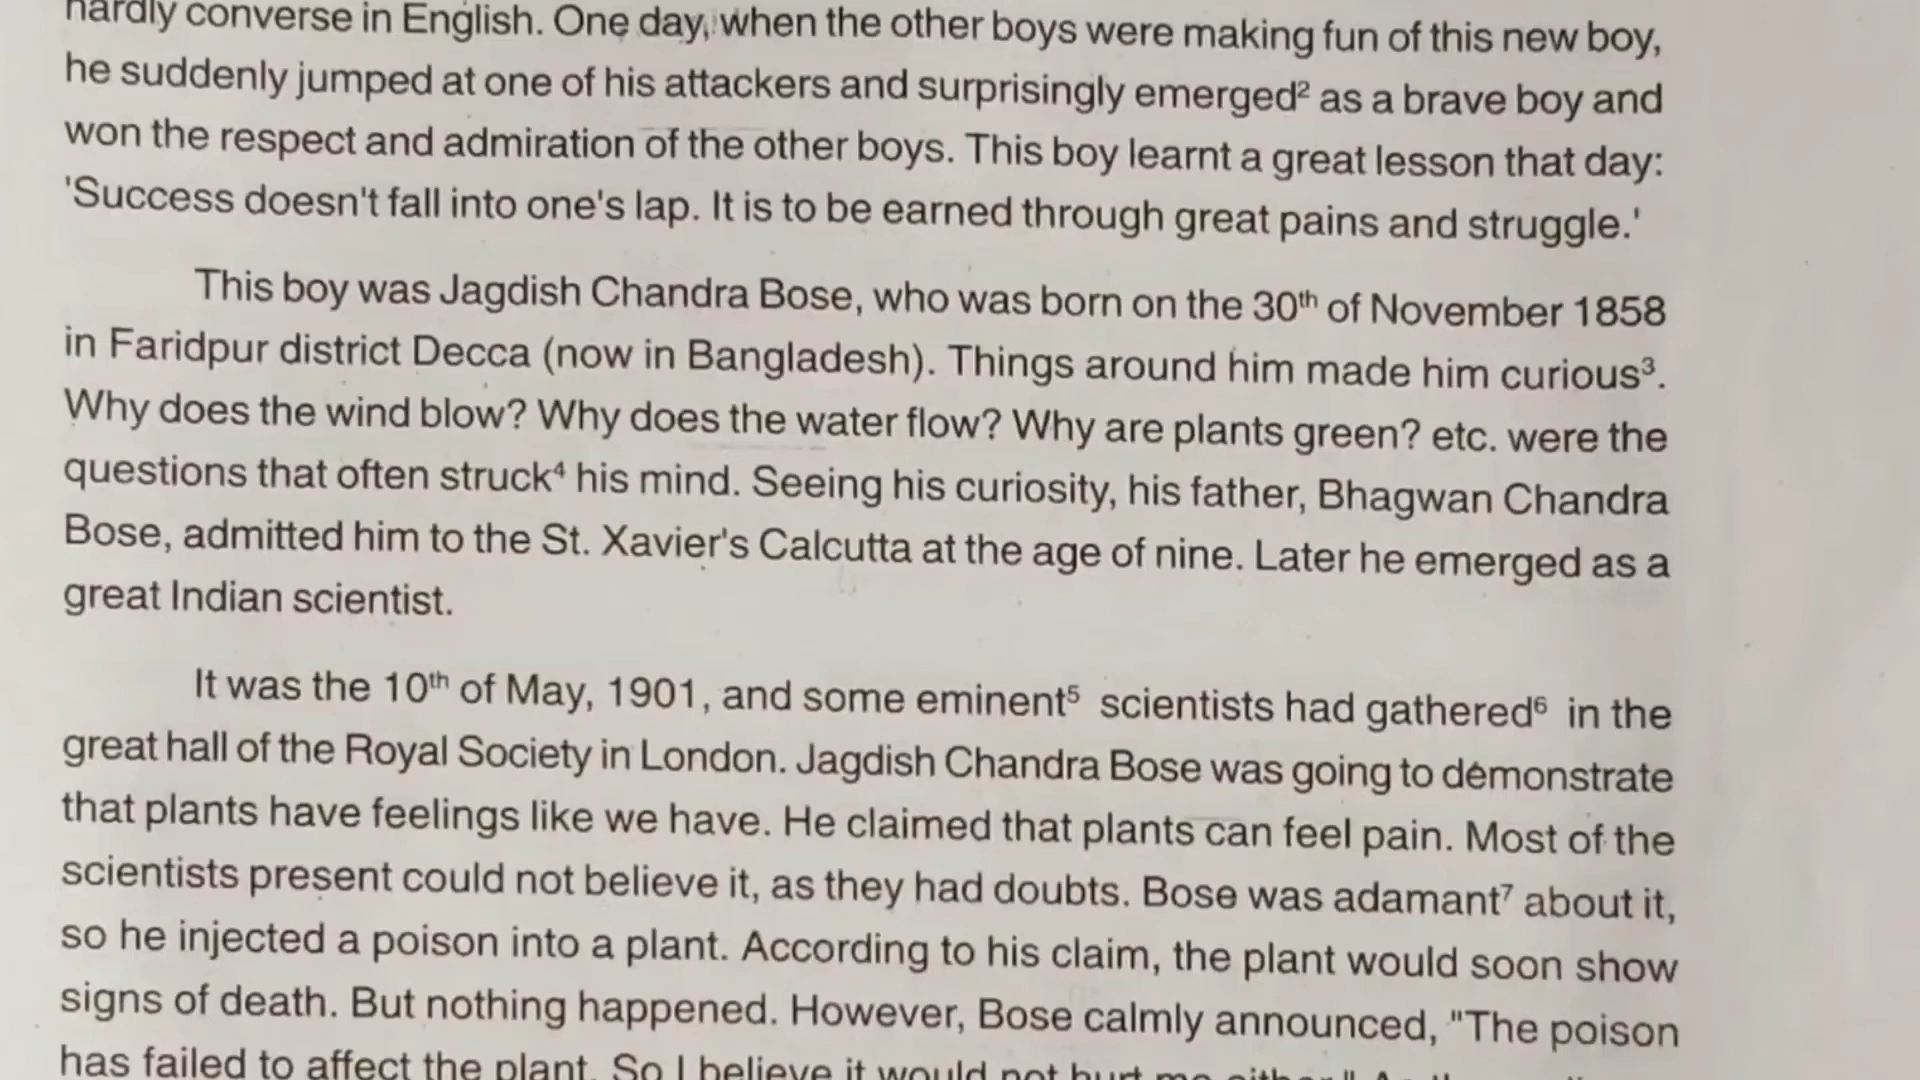 hardly converse in English. One day, when the other boys were making fun of this new boy,
he suddenly jumped at one of his attackers and surprisingly emerged² as a brave boy and
won the respect and admiration of the other boys. This boy learnt a great lesson that day:
'Success doesn't fall into one's lap. It is to be earned through great pains and struggle.'
This boy was Jagdish Chandra Bose, who was born on the 30th of November 1858
in Faridpur district Decca (now in Bangladesh). Things around him made him curious³.
Why does the wind blow? Why does the water flow? Why are plants green? etc. were the
questions that often struck⁴ his mind. Seeing his curiosity, his father, Bhagwan Chandra
Bose, admitted him to the St. Xavier's Calcutta at the age of nine. Later he emerged as a
great Indian scientist.
It was the 10th of May, 1901, and some eminent⁵ scientists had gathered⁶ in the
great hall of the Royal Society in London. Jagdish Chandra Bose was going to demonstrate
that plants have feelings like we have. He claimed that plants can feel pain. Most of the
scientists present could not believe it, as they had doubts. Bose was adamant⁷ about it,
so he injected a poison into a plant. According to his claim, the plant would soon show
signs of death. But nothing happened. However, Bose calmly announced, "The poison
has failed to affect the plant. So I believe it would not hurt me either."